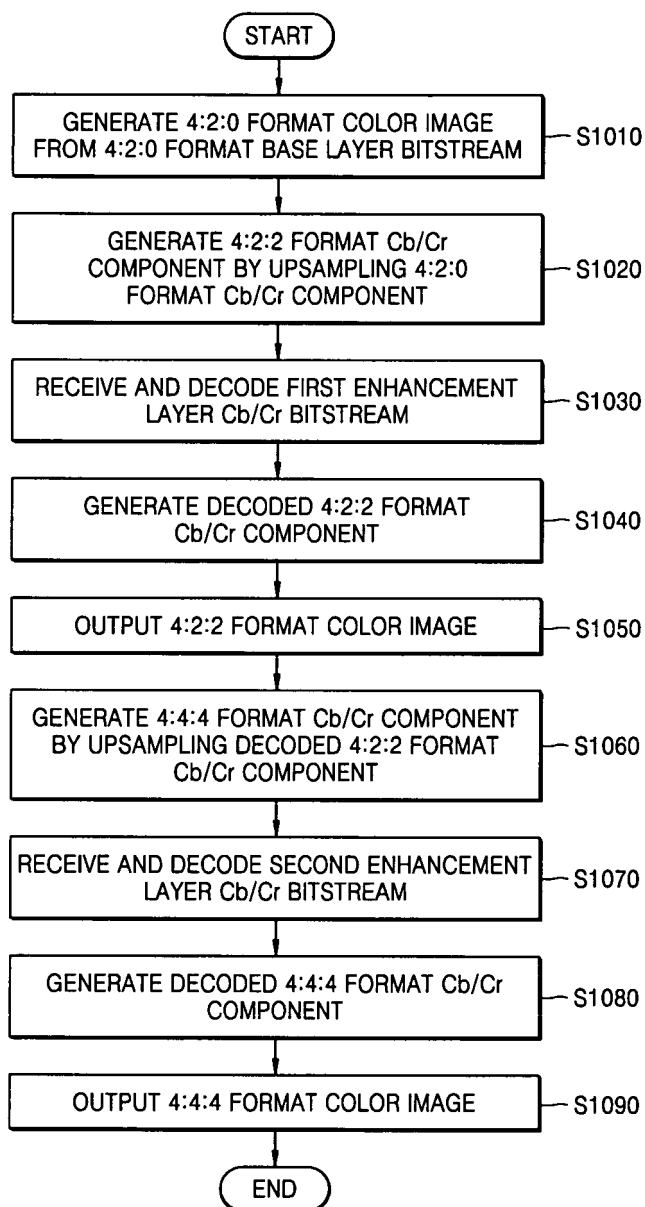 START
GENERATE 4:2:0 FORMAT COLOR IMAGE
FROM 4:2:0 FORMAT BASE LAYER BITSTREAM
S1010
GENERATE 4:2:2 FORMAT Cb/Cr
COMPONENT BY UPSAMPLING 4:2:0
FORMAT Cb/Cr COMPONENT
S1020
RECEIVE AND DECODE FIRST ENHANCEMENT
LAYER Cb/Cr BITSTREAM
S1030
GENERATE DECODED 4:2:2 FORMAT
Cb/Cr COMPONENT
S1040
OUTPUT 4:2:2 FORMAT COLOR IMAGE
S1050
GENERATE 4:4:4 FORMAT Cb/Cr COMPONENT
BY UPSAMPLING DECODED 4:2:2 FORMAT
Cb/Cr COMPONENT
S1060
RECEIVE AND DECODE SECOND ENHANCEMENT
LAYER Cb/Cr BITSTREAM
S1070
GENERATE DECODED 4:4:4 FORMAT Cb/Cr
COMPONENT
S1080
OUTPUT 4:4:4 FORMAT COLOR IMAGE
S1090
END